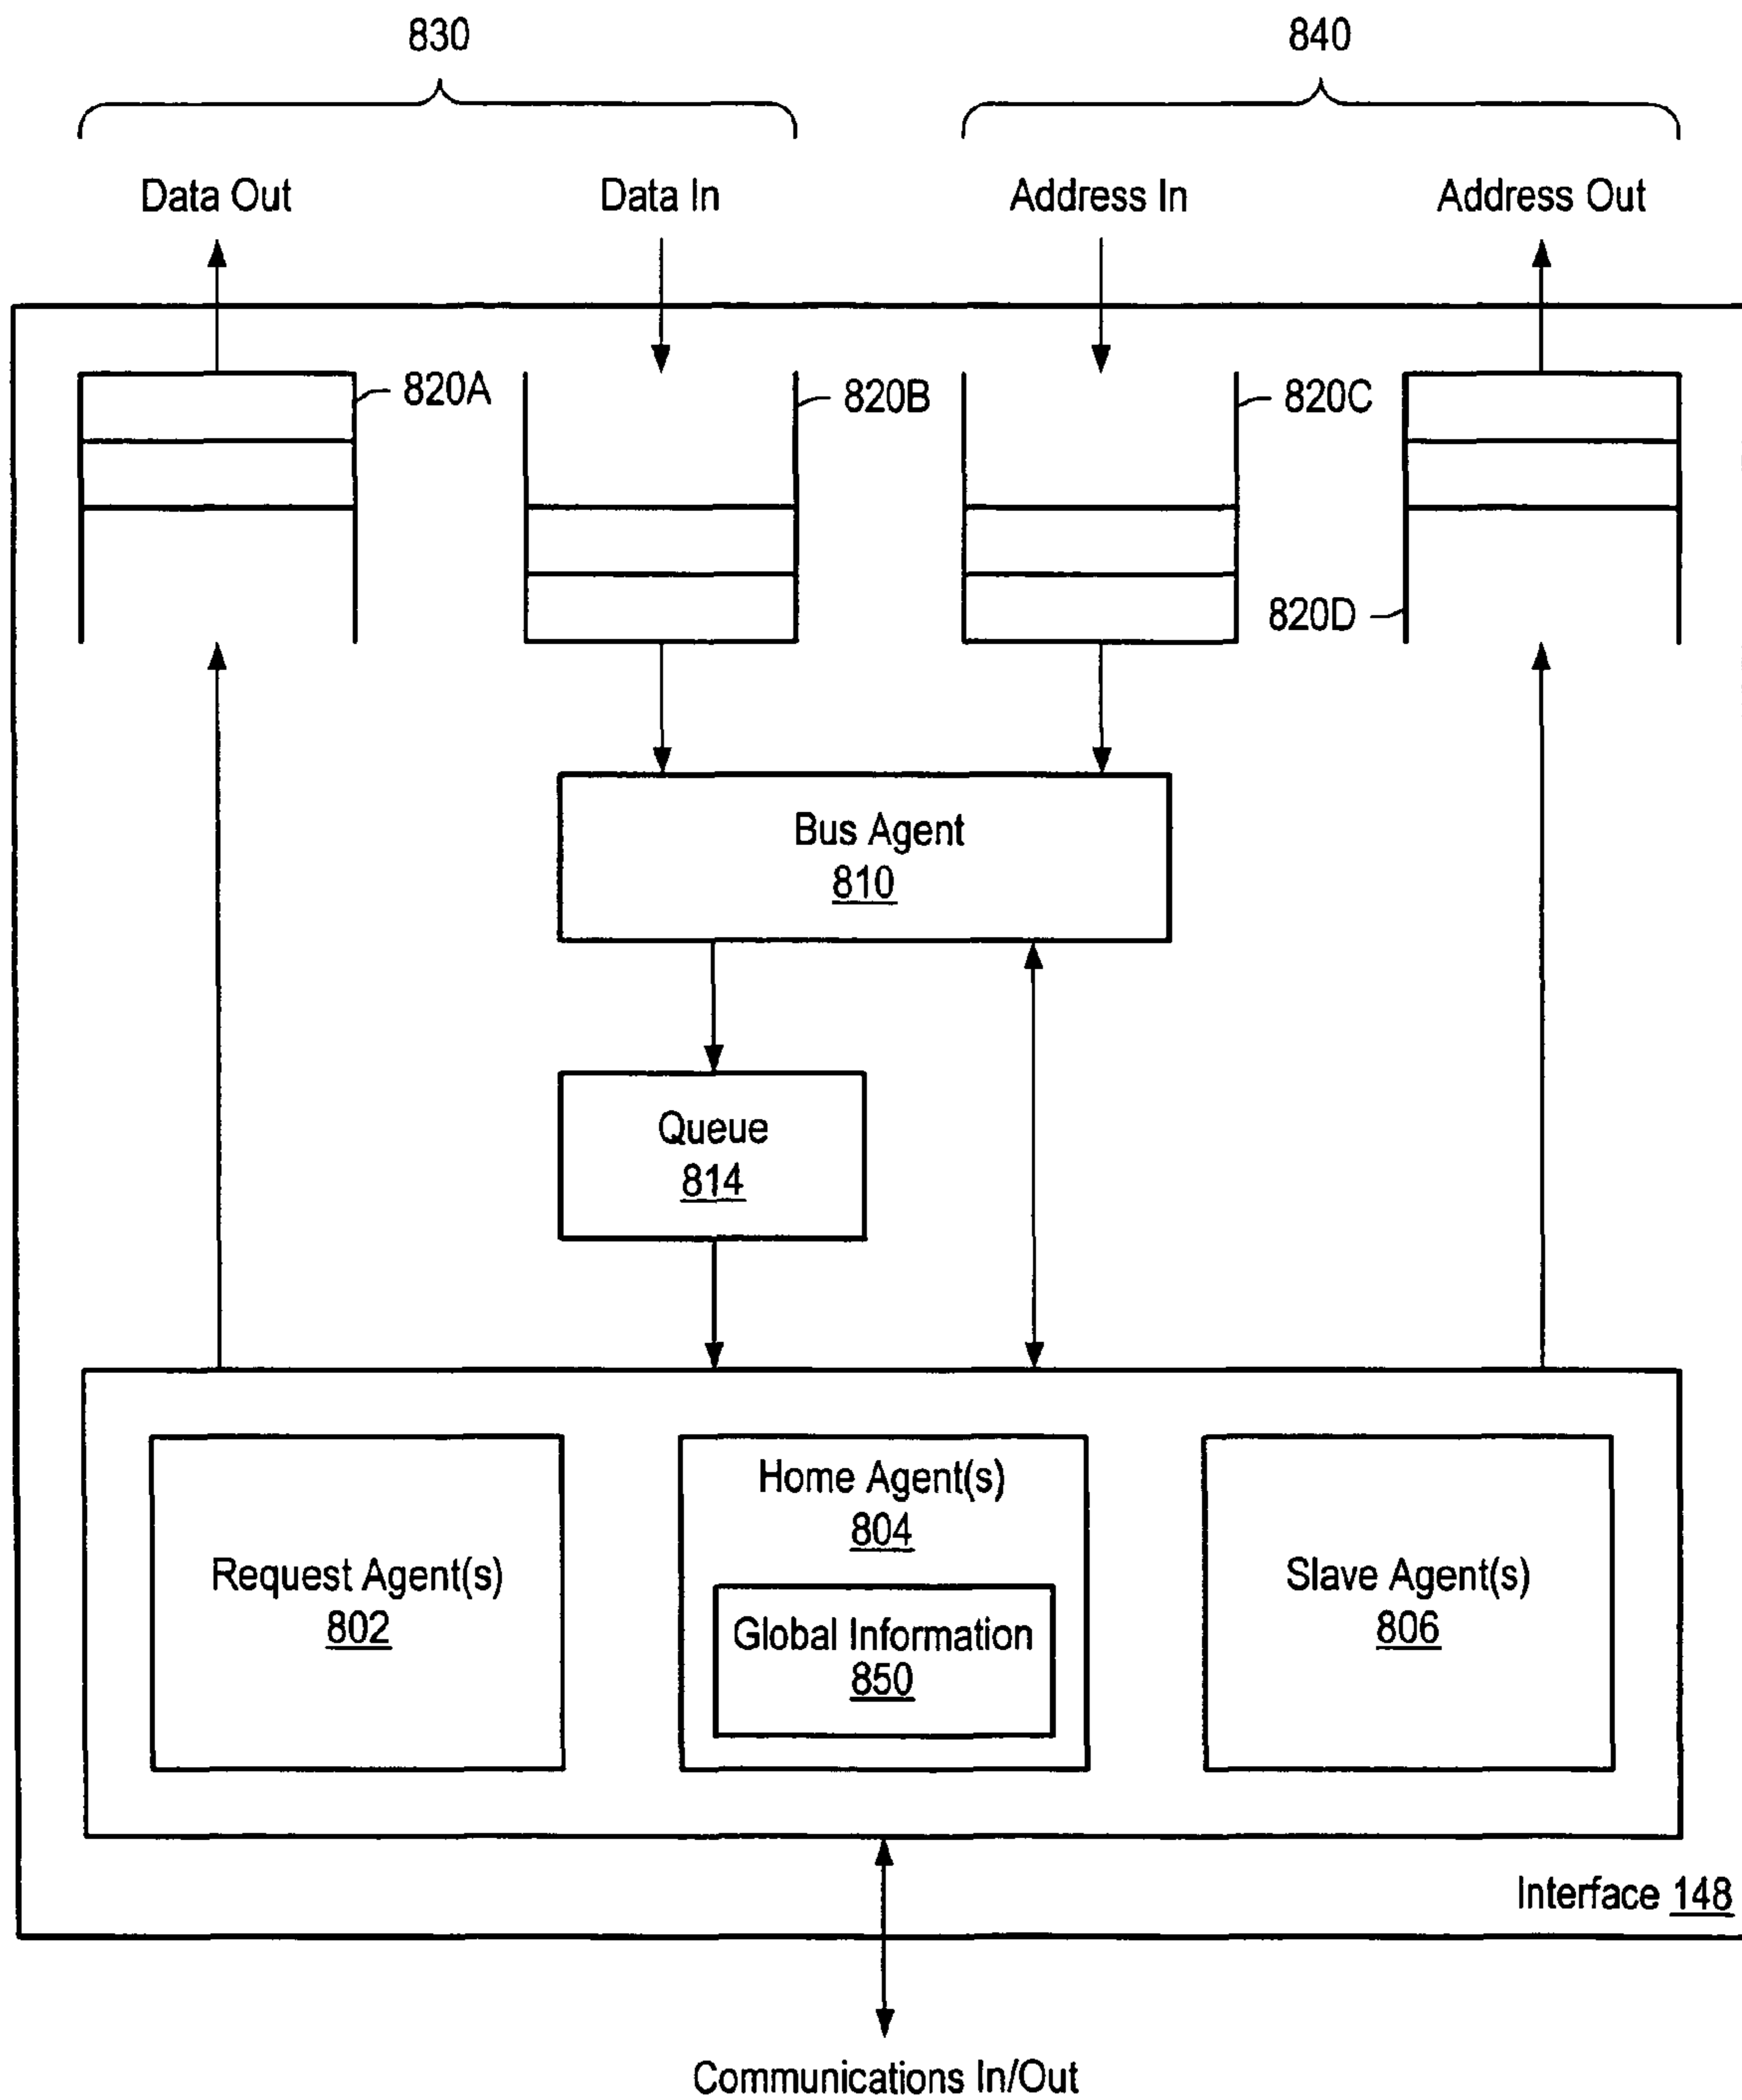 830
840
Data Out
Data In
Address In
Address Out
820A
820B
820C
820D
Bus Agent
810
Queue
814
Request Agent(s)
802
Home Agent(s)
804
Global Information
850
Slave Agent(s)
806
Interface 148
Communications In/Out